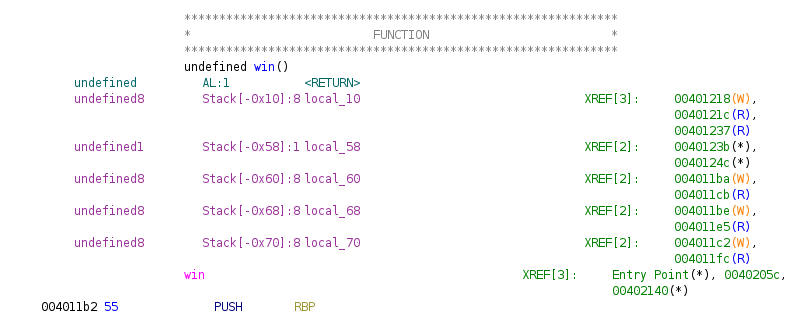 **************************************************************
*                          FUNCTION                          *
**************************************************************
undefined win()
undefined AL:1 <RETURN>
undefined8 Stack[-0x10]:8 local_10 XREF[3]: 00401218(W),
0040121c(R),
00401237(R)
undefined1 Stack[-0x58]:1 local_58 XREF[2]: 0040123b(*),
0040124c(*)
undefined8 Stack[-0x60]:8 local_60 XREF[2]: 004011ba(W),
004011cb(R)
undefined8 Stack[-0x68]:8 local_68 XREF[2]: 004011be(W),
004011e5(R)
undefined8 Stack[-0x70]:8 local_70 XREF[2]: 004011c2(W),
004011fc(R)
win XREF[3]: Entry Point(*), 0040205c,
00402140(*)
004011b2 55 PUSH RBP